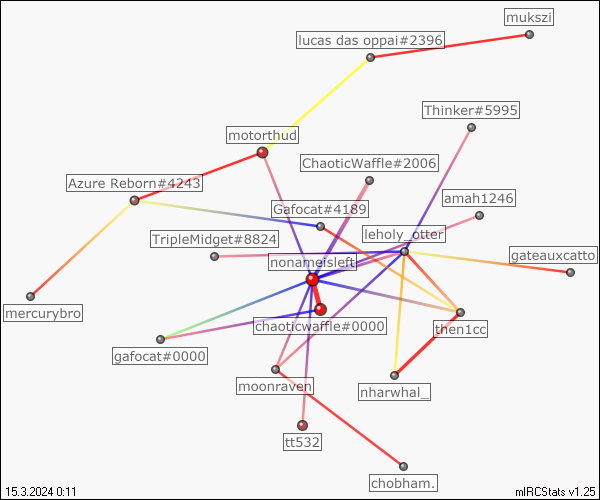 mukszi
lucas das oppai#2396
Thinker#5995
motorthud
ChaoticWaffle#2006
Azure Reborn#4243
amah1246
Gafocat#4189
leholy_otter
TripleMidget#8824
gateauxcatto
nonamefsleft
mercurybro
chaoticwaffle#0000
then1cc
gafocat#0000
moonraven
nharwhal_
tt532
chobham.
15.3.2024 0:11
mIRCStats v1.25